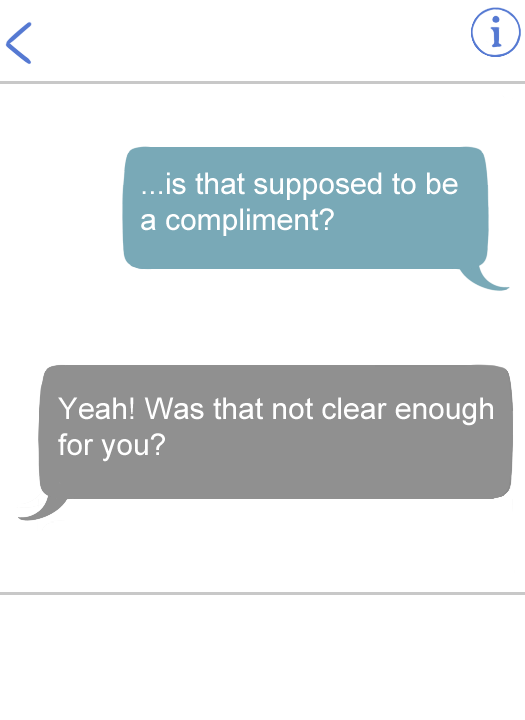 ...is that supposed to be
a compliment?
Yeah! Was that not clear enough
for you?